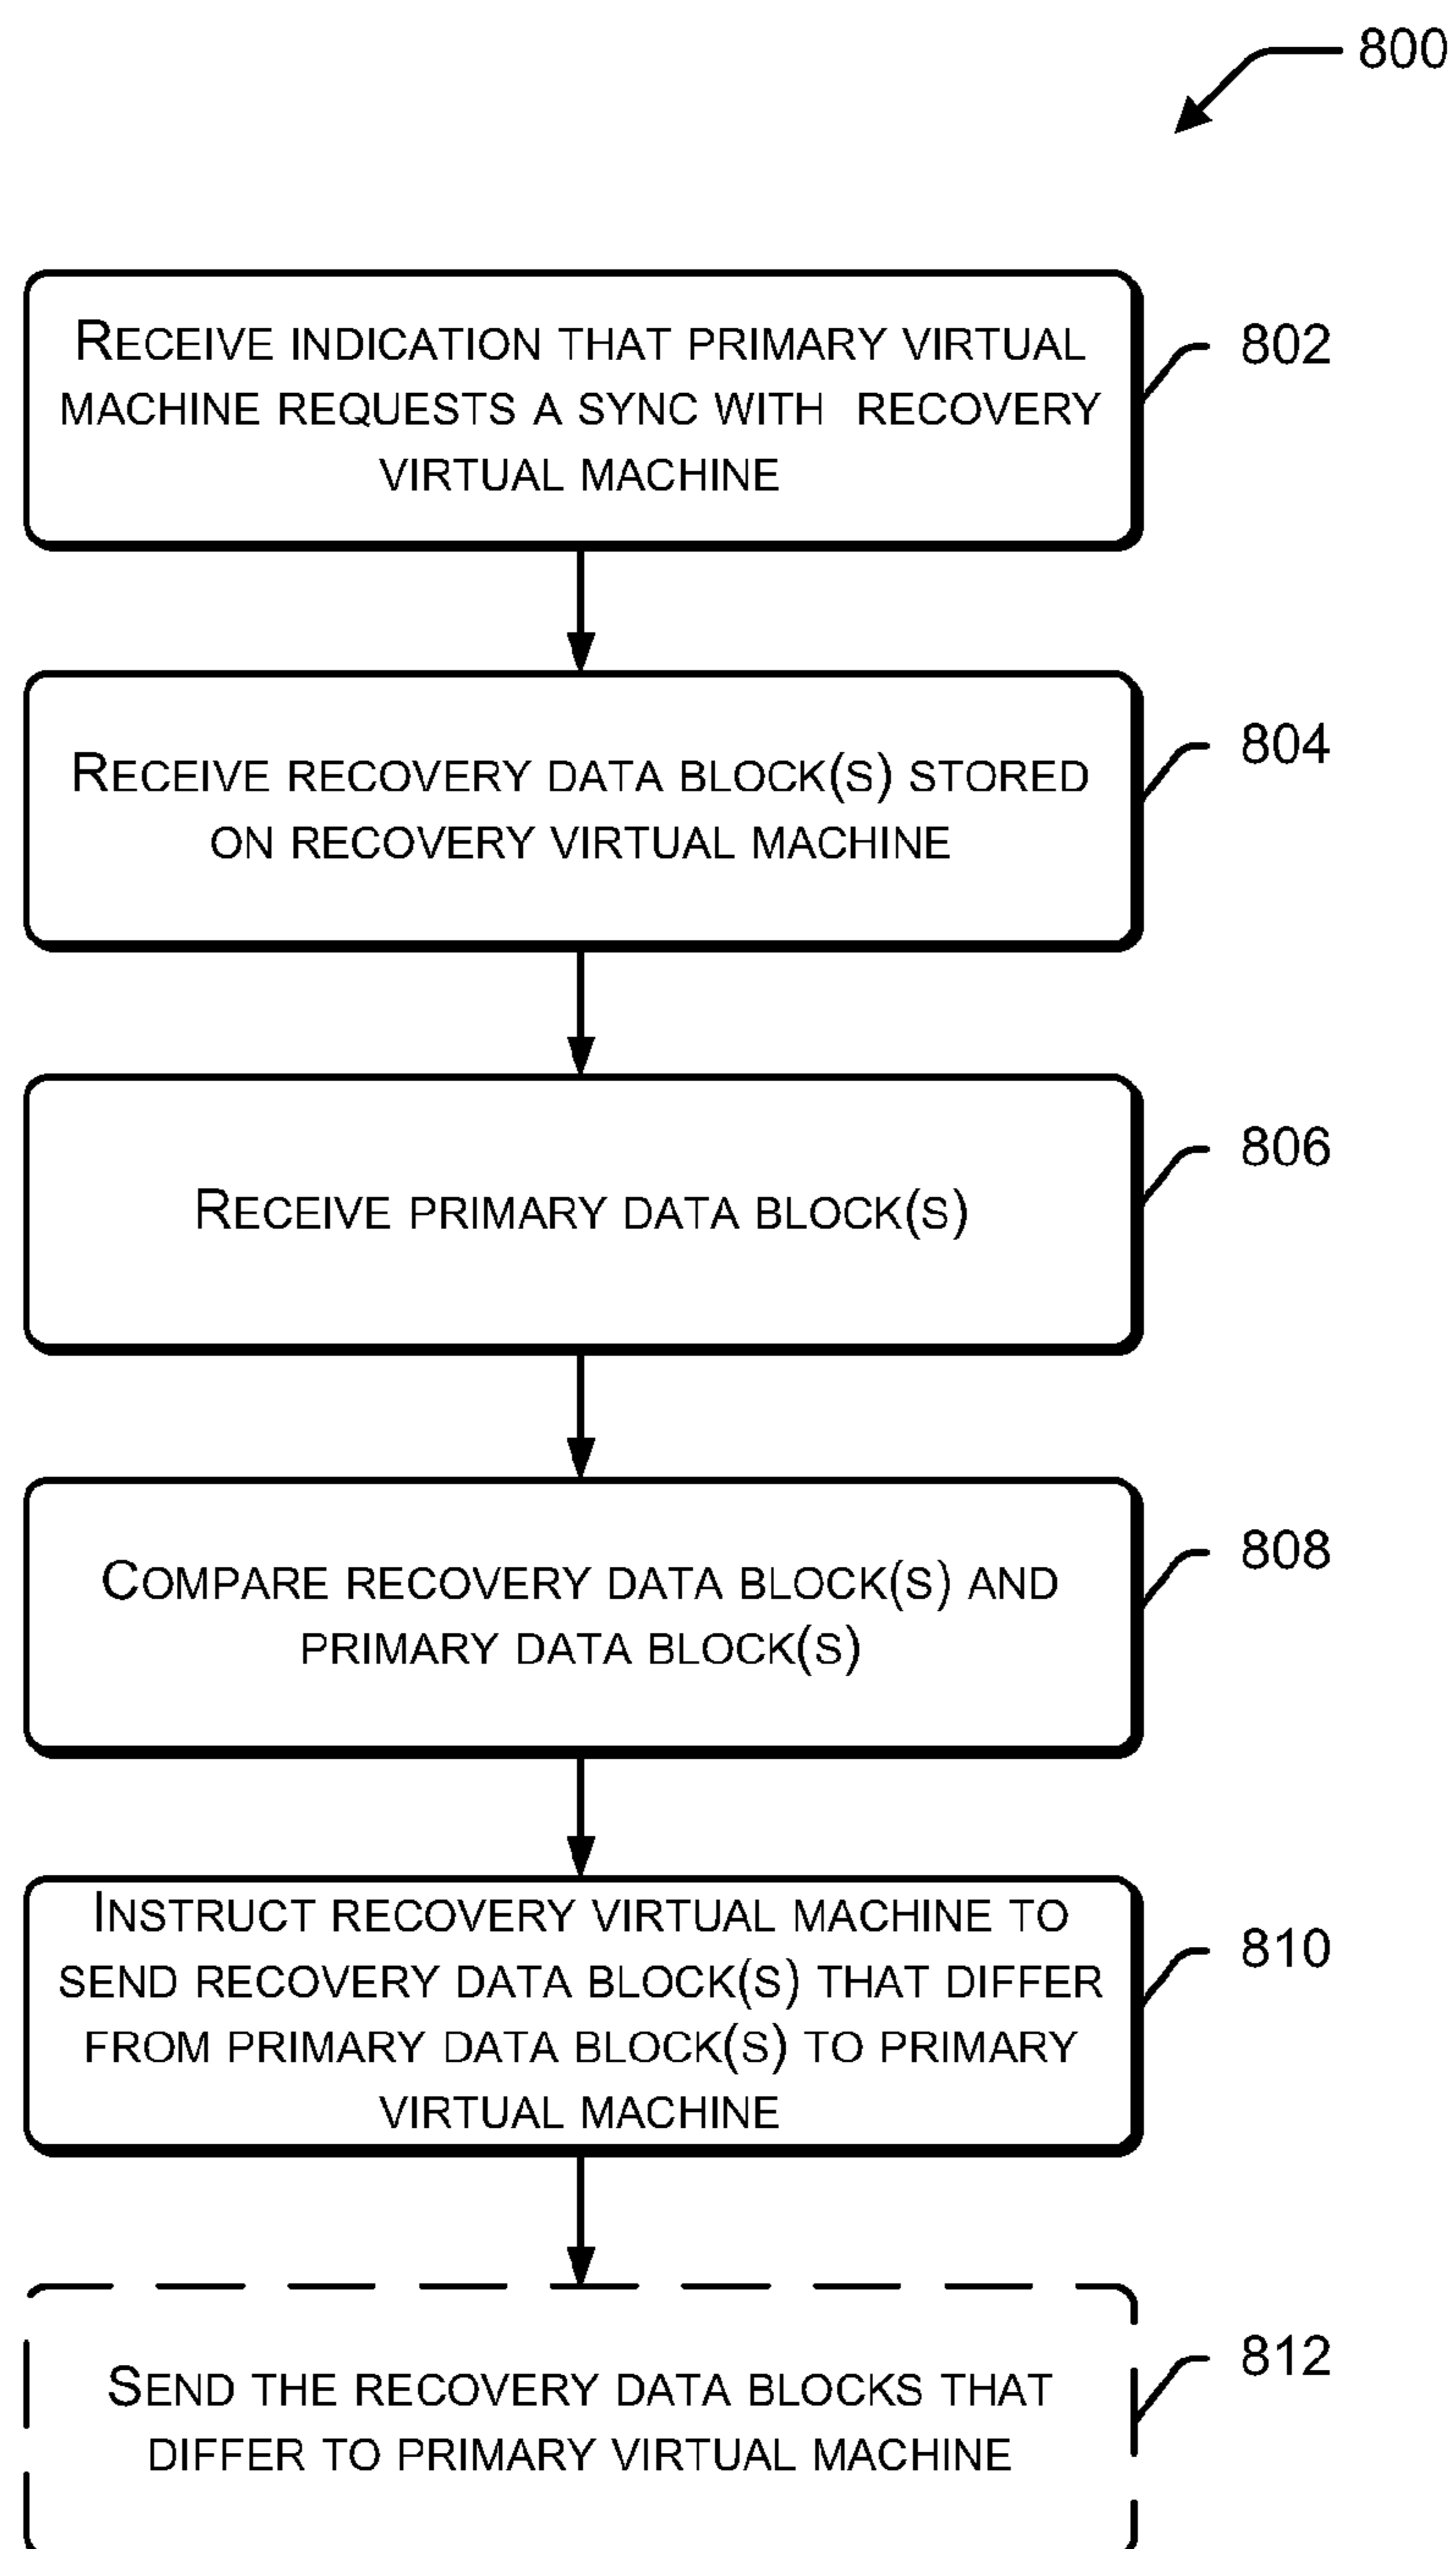 800
RECEIVE INDICATION THAT PRIMARY VIRTUAL
MACHINE REQUESTS A SYNC WITH RECOVERY
VIRTUAL MACHINE
802
RECEIVE RECOVERY DATA BLOCK(S) STORED
ON RECOVERY VIRTUAL MACHINE
804
RECEIVE PRIMARY DATA BLOCK(S)
806
COMPARE RECOVERY DATA BLOCK(S) AND
PRIMARY DATA BLOCK(S)
808
INSTRUCT RECOVERY VIRTUAL MACHINE TO
SEND RECOVERY DATA BLOCK(S) THAT DIFFER
FROM PRIMARY DATA BLOCK(S) TO PRIMARY
VIRTUAL MACHINE
810
SEND THE RECOVERY DATA BLOCKS THAT
DIFFER TO PRIMARY VIRTUAL MACHINE
812